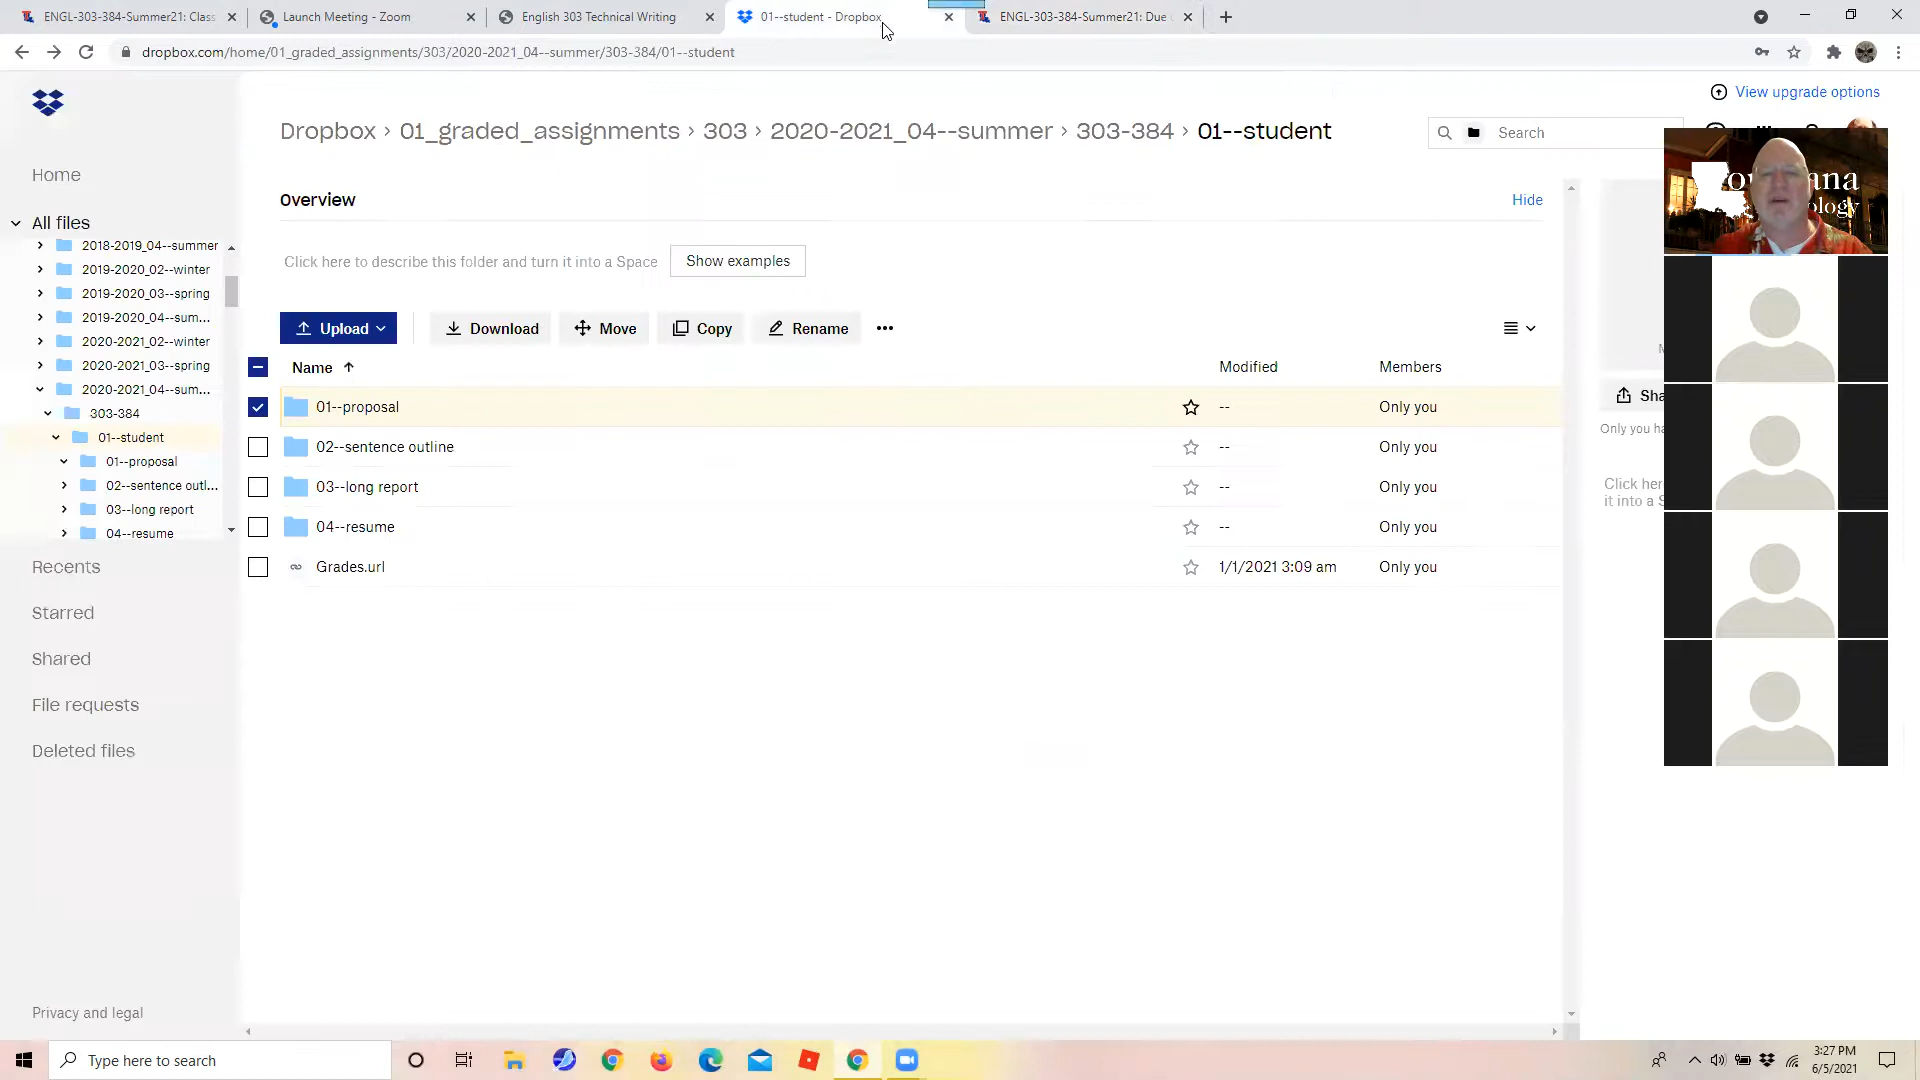 ENGL-303-384-Summer21: Class
Launch Meeting - Zoom
English 303 Technical Writing
01--student - Dropbox
ENGL-303-384-Summer21: Due
dropbox.com/home/01_graded_assignments/303/2020-2021_04--summer/303-384/01--student
View upgrade options
Dropbox › 01_graded_assignments › 303 › 2020-2021_04--summer › 303-384 › 01--student
Search
Home
Overview
Hide
All files
2018-2019_04--summer
2019-2020_02--winter
2019-2020_03--spring
2019-2020_04--sum...
2020-2021_02--winter
2020-2021_03--spring
2020-2021_04--sum...
303-384
01--student
01--proposal
02--sentence outl...
03--long report
04--resume
Click here to describe this folder and turn it into a Space
Show examples
Upload
Download
Move
Copy
Rename
Name
Modified
Members
01--proposal
--
Only you
02--sentence outline
--
Only you
03--long report
--
Only you
04--resume
--
Only you
Grades.url
1/1/2021 3:09 am
Only you
Sha
Only you ha
Click her
it into a S
Recents
Starred
Shared
File requests
Deleted files
Privacy and legal
Type here to search
3:27 PM
6/5/2021